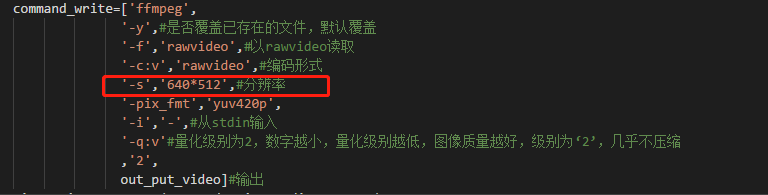 command_write=['ffmpeg',
'-y',#是否覆盖已存在的文件，默认覆盖
'-f','rawvideo',#以rawvideo读取
'-c:v','rawvideo',#编码形式
'-s','640*512',#分辨率
'-pix_fmt','yuv420p',
'-i','-',#从stdin输入
'-q:v'#量化级别为2，数字越小，量化级别越低，图像质量越好，级别为‘2’，几乎不压缩
,'2',
out_put_video]#输出